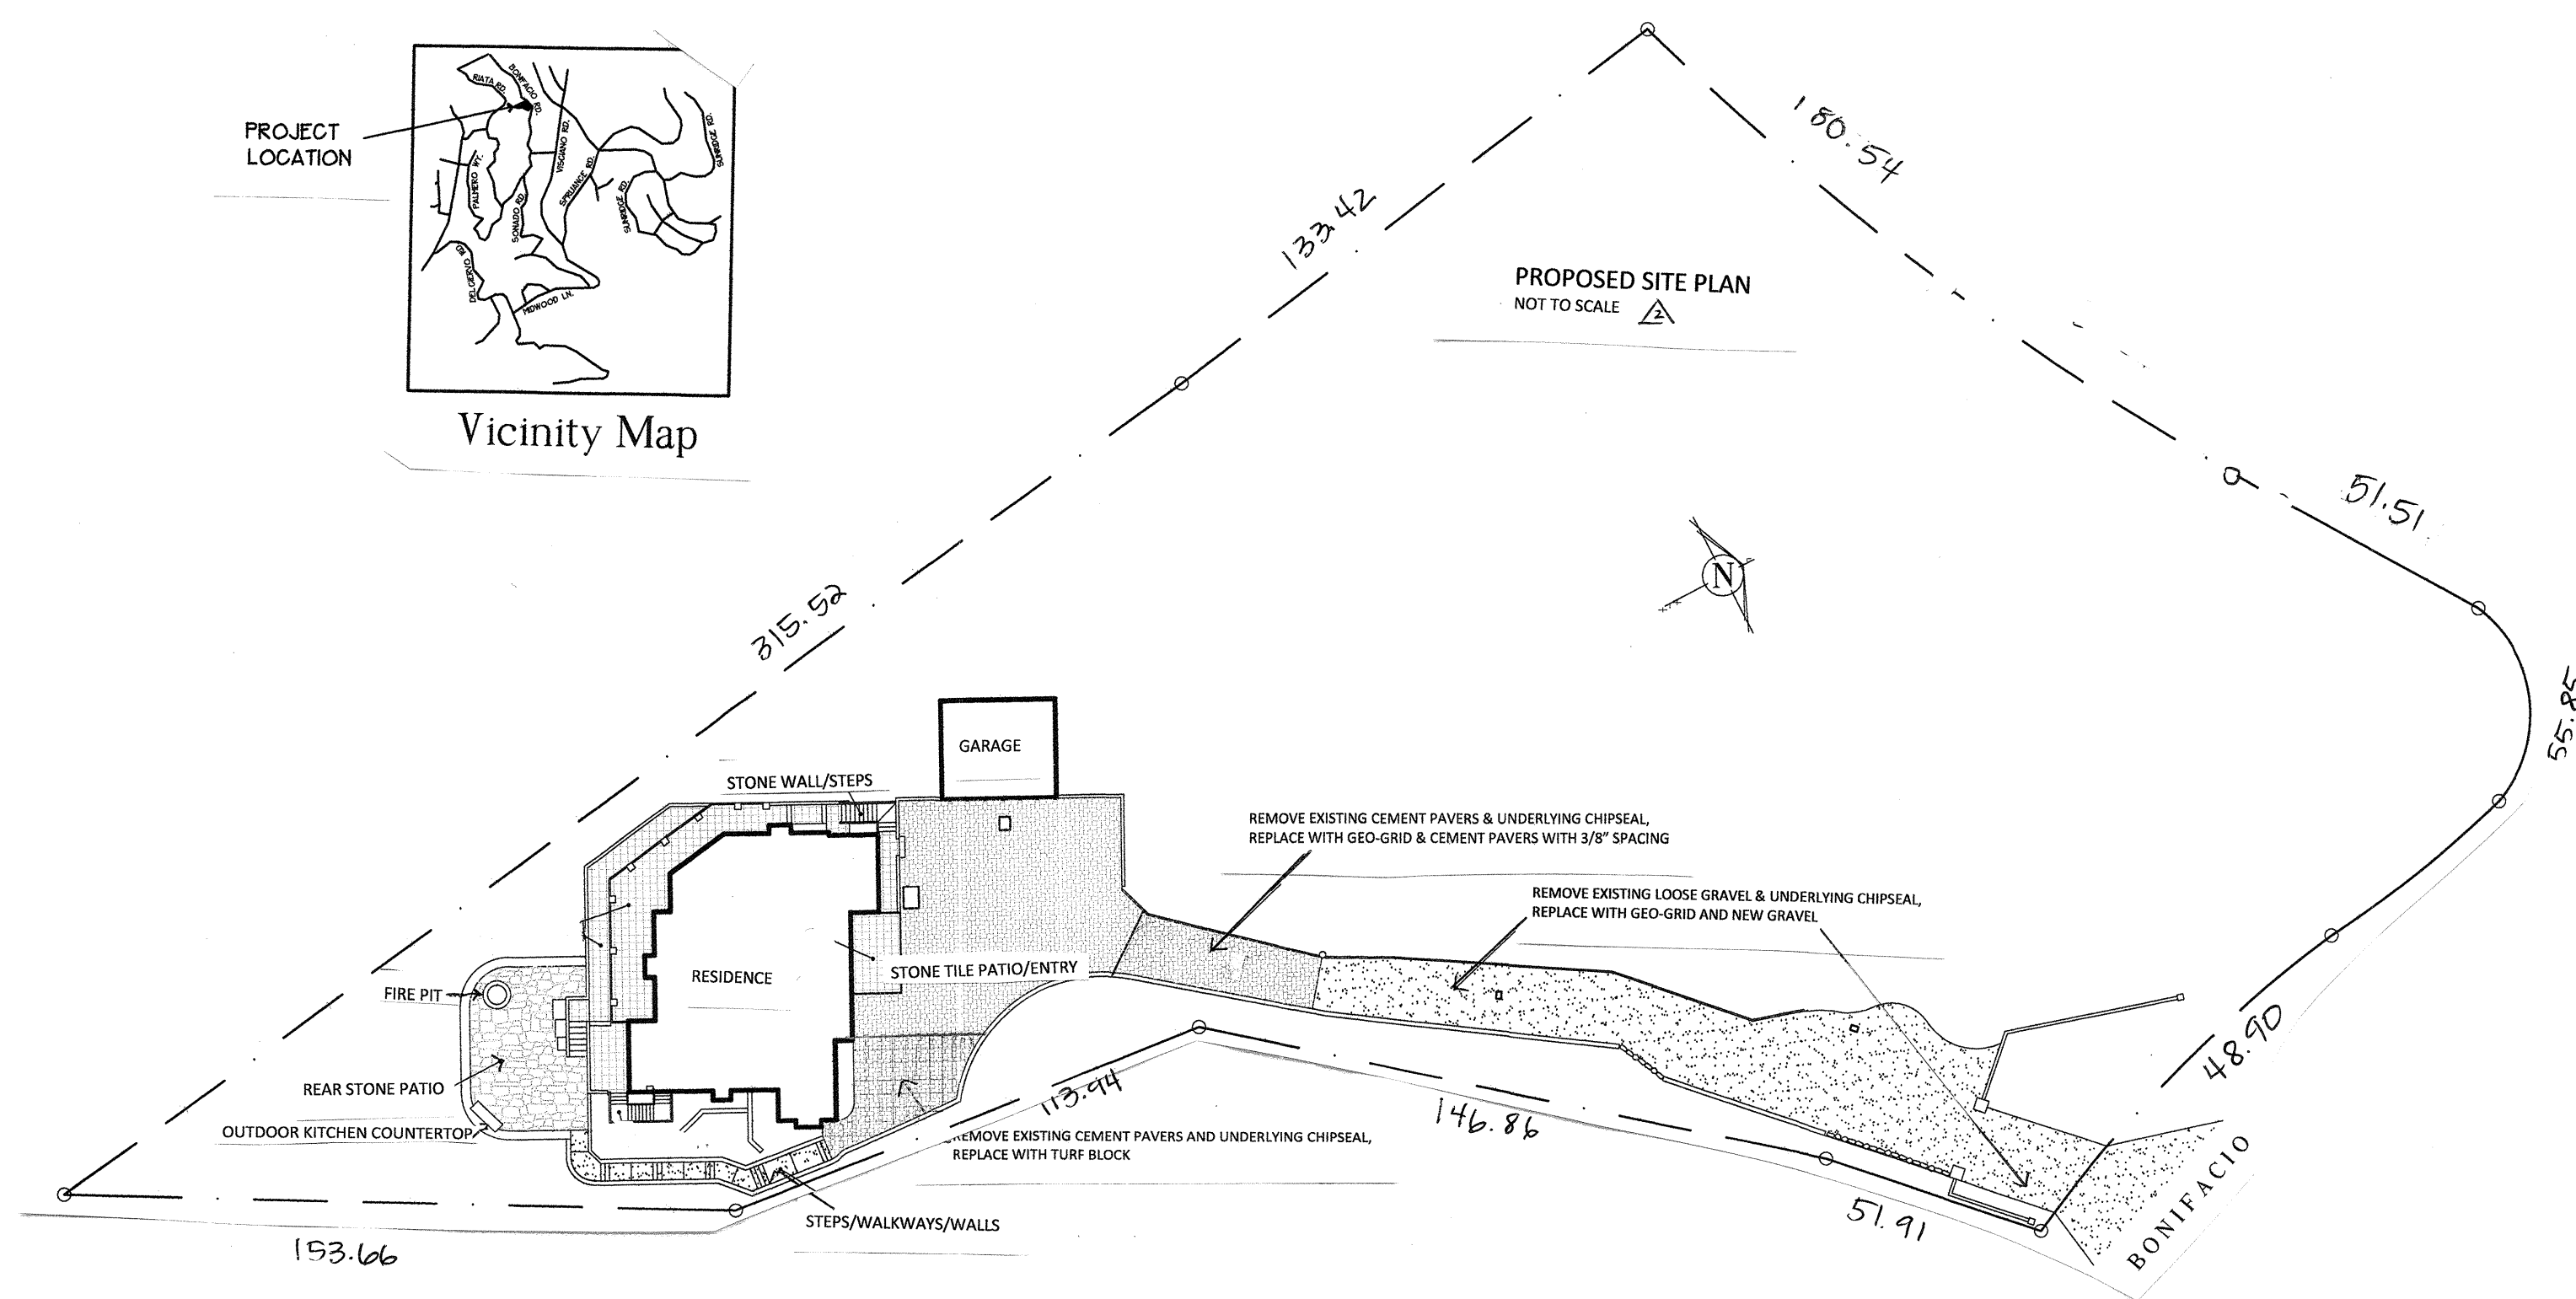 PROJECT
LOCATION
RIATA RD.
BONIFACIO RD.
VISCIANO RD.
SUNRIDGE RD.
PALMERO WY.
SONADO RD.
SPRUANCE RD.
SUNRIDGE RD.
DEL CIERVO RD.
MIDWOOD LN.
Vicinity Map
180.54
133.42
PROPOSED SITE PLAN
NOT TO SCALE 2
51.51
N
315.52
55.85
GARAGE
STONE WALL/STEPS
REMOVE EXISTING CEMENT PAVERS & UNDERLYING CHIPSEAL,
REPLACE WITH GEO-GRID & CEMENT PAVERS WITH 3/8" SPACING
REMOVE EXISTING LOOSE GRAVEL & UNDERLYING CHIPSEAL,
REPLACE WITH GEO-GRID AND NEW GRAVEL
RESIDENCE
STONE TILE PATIO/ENTRY
FIRE PIT
REAR STONE PATIO
OUTDOOR KITCHEN COUNTERTOP
113.94
146.86
48.90
REMOVE EXISTING CEMENT PAVERS AND UNDERLYING CHIPSEAL,
REPLACE WITH TURF BLOCK
STEPS/WALKWAYS/WALLS
51.91
BONIFACIO
153.66